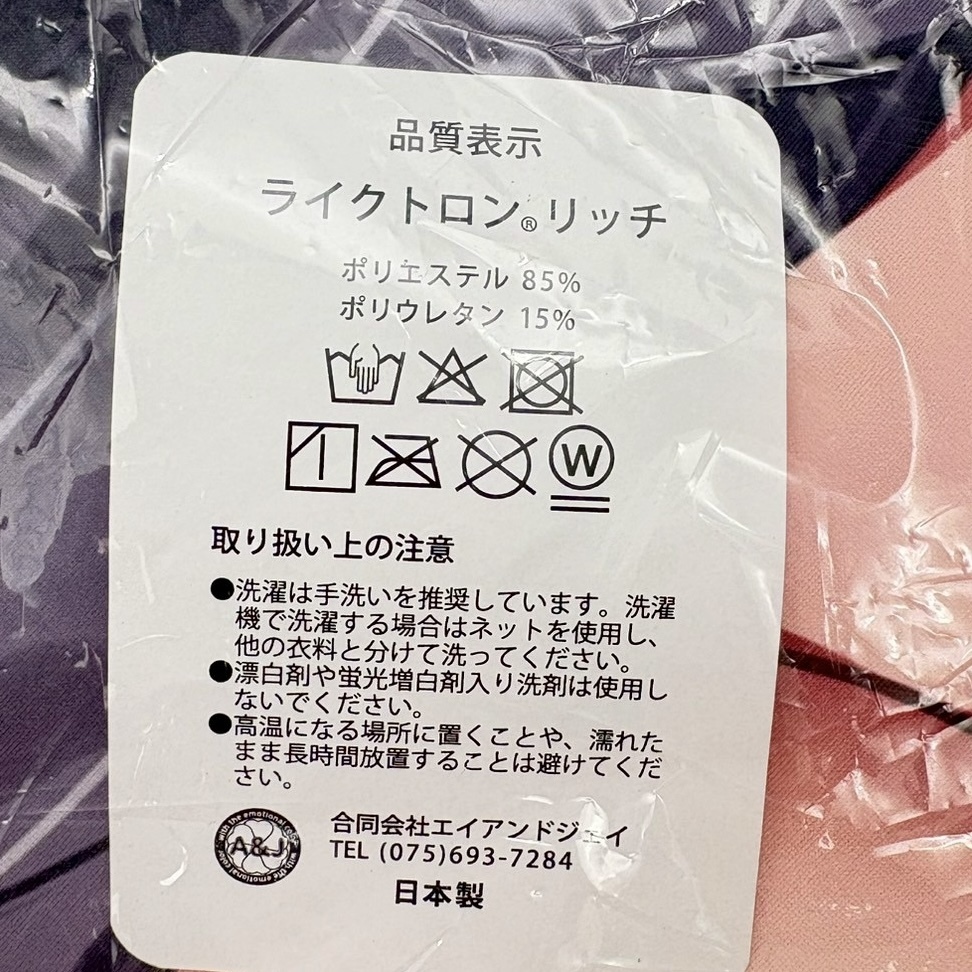 品質表示
ライクトロン®リッチ
ポリエステル 85%
ポリウレタン 15%
W
取り扱い上の注意
●洗濯は手洗いを推奨しています。洗濯
機で洗濯する場合はネットを使用し、
他の衣料と分けて洗ってください。
●漂白剤や蛍光増白剤入り洗剤は使用し
ないでください。
●高温になる場所に置くことや、濡れた
まま長時間放置することは避けてくだ
さい。
with the emotional
A&J
with the emotional
合同会社エイアンドジェイ
TEL (075)693-7284
日本製